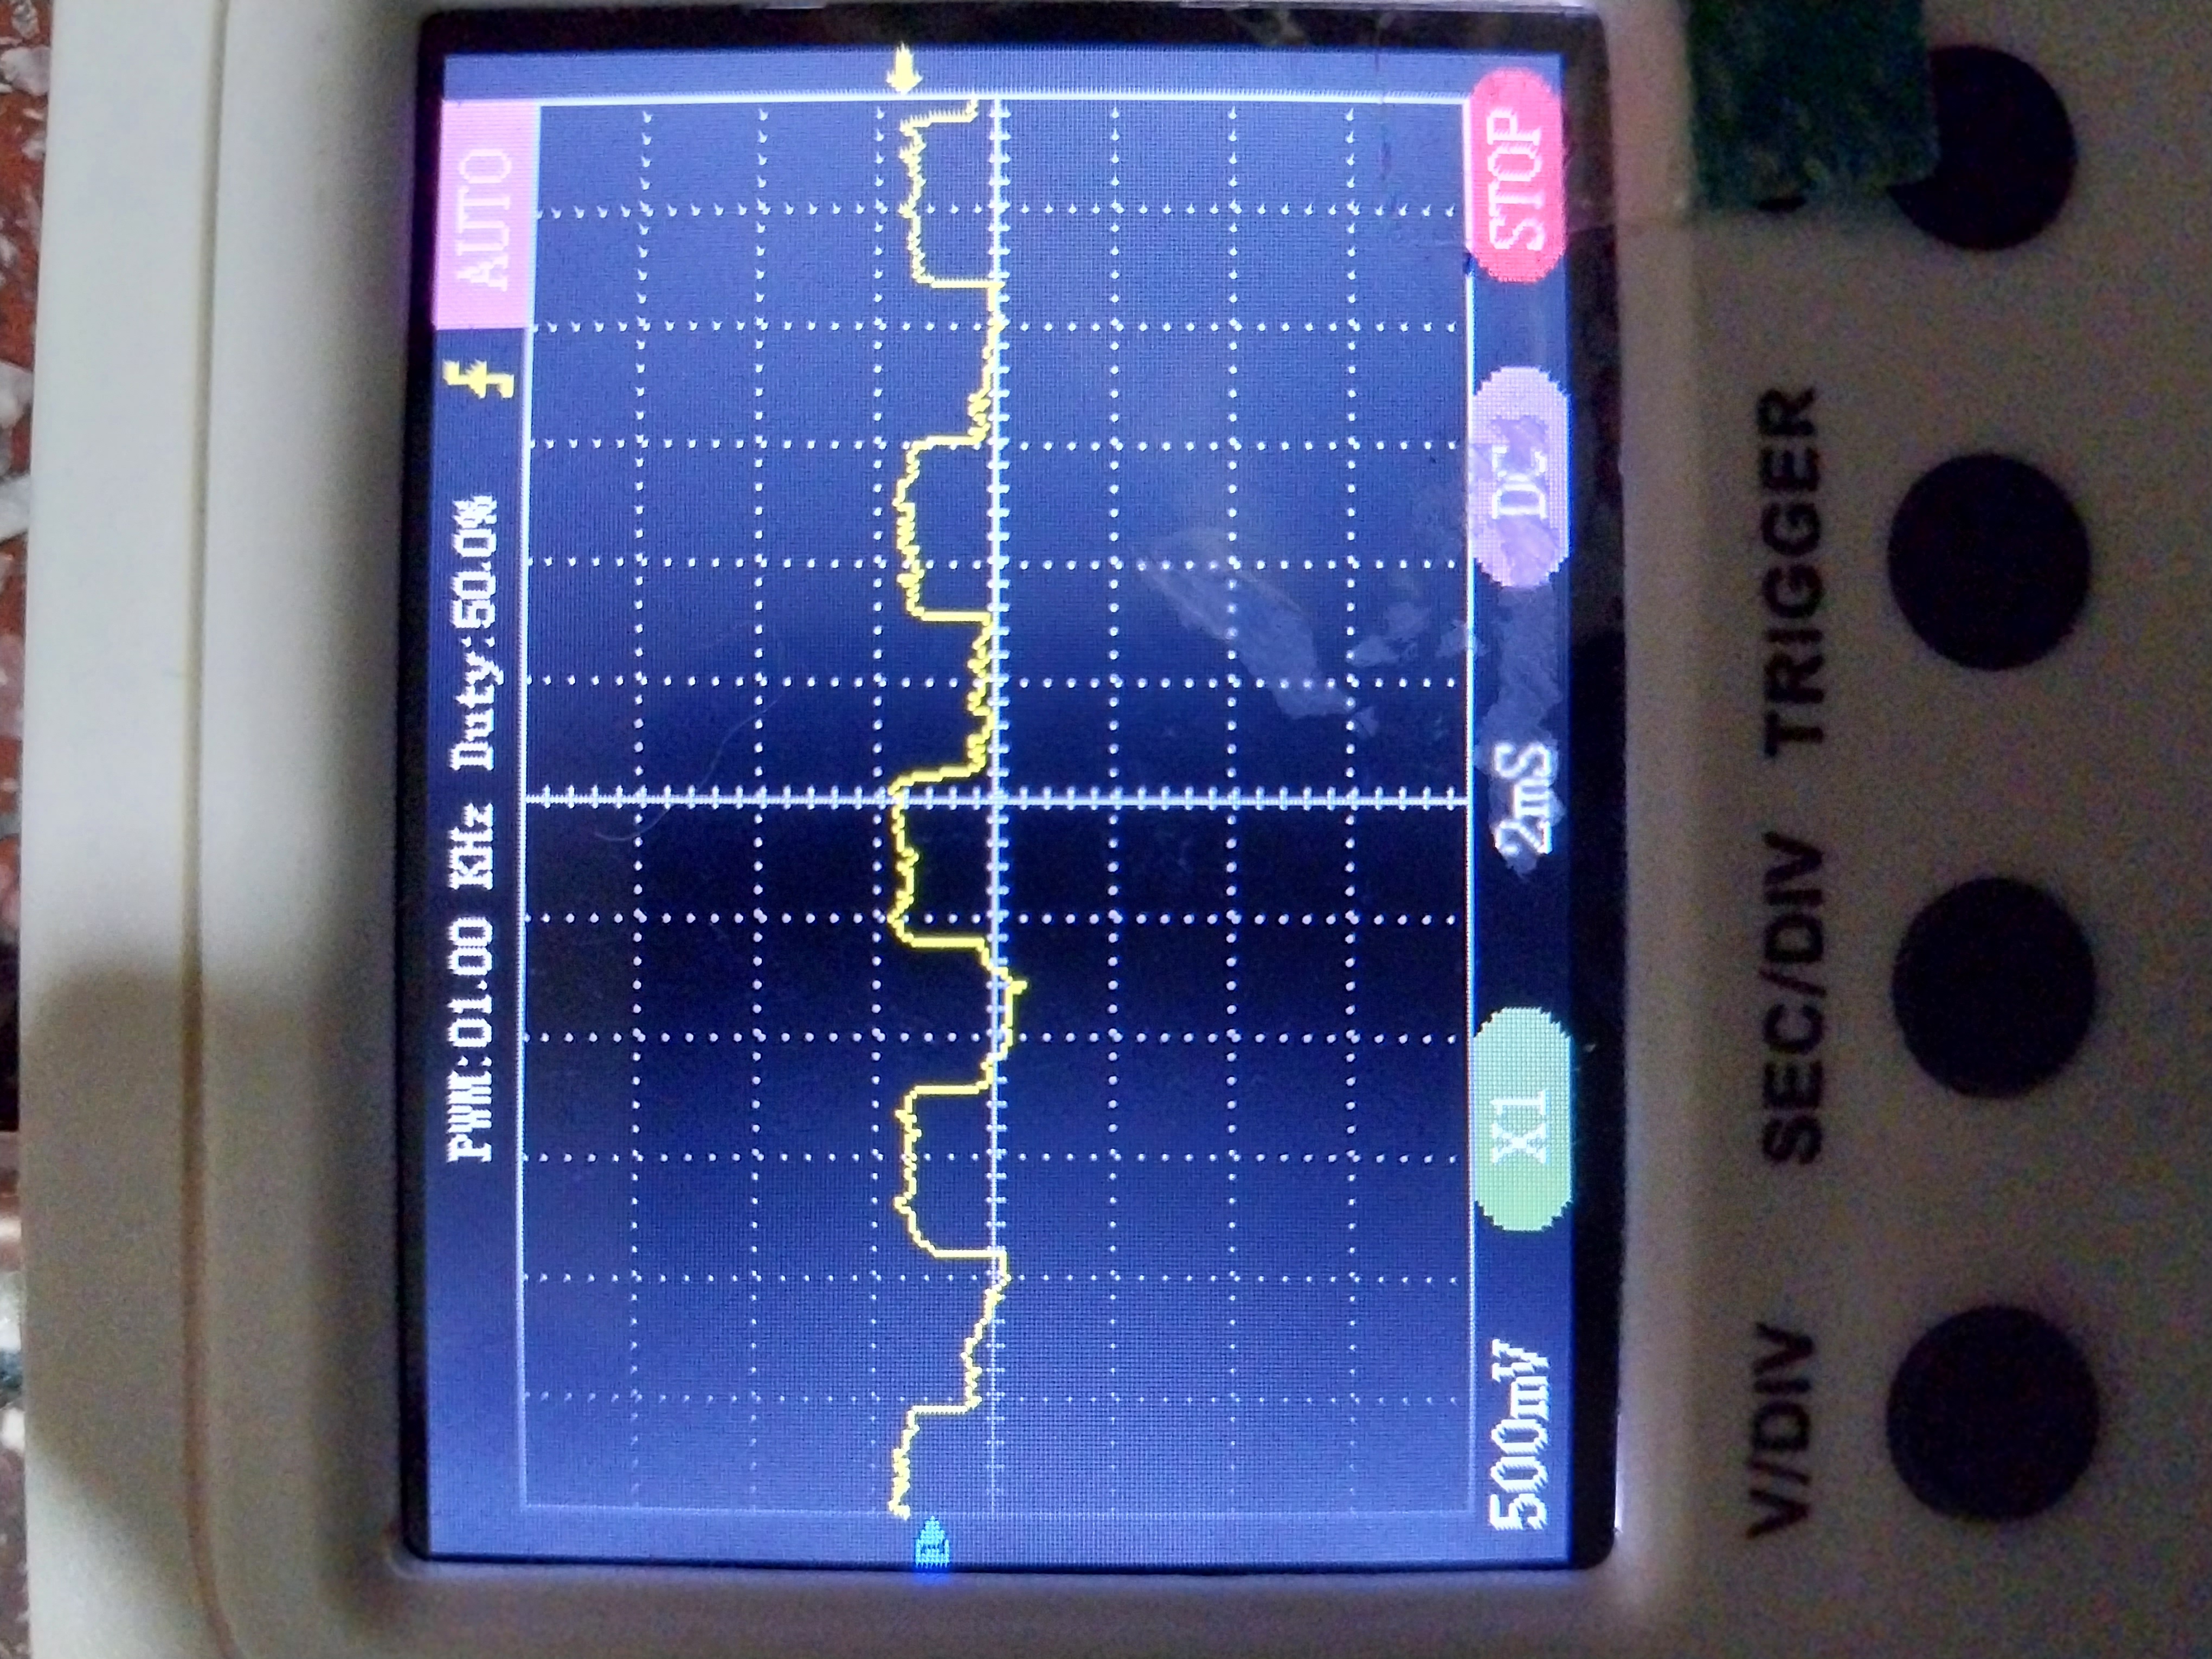 PWM:01.00 KHz Duty:50.0% AUTO
500mV X1 2mS DC STOP
V/DIV SEC/DIV TRIGGER